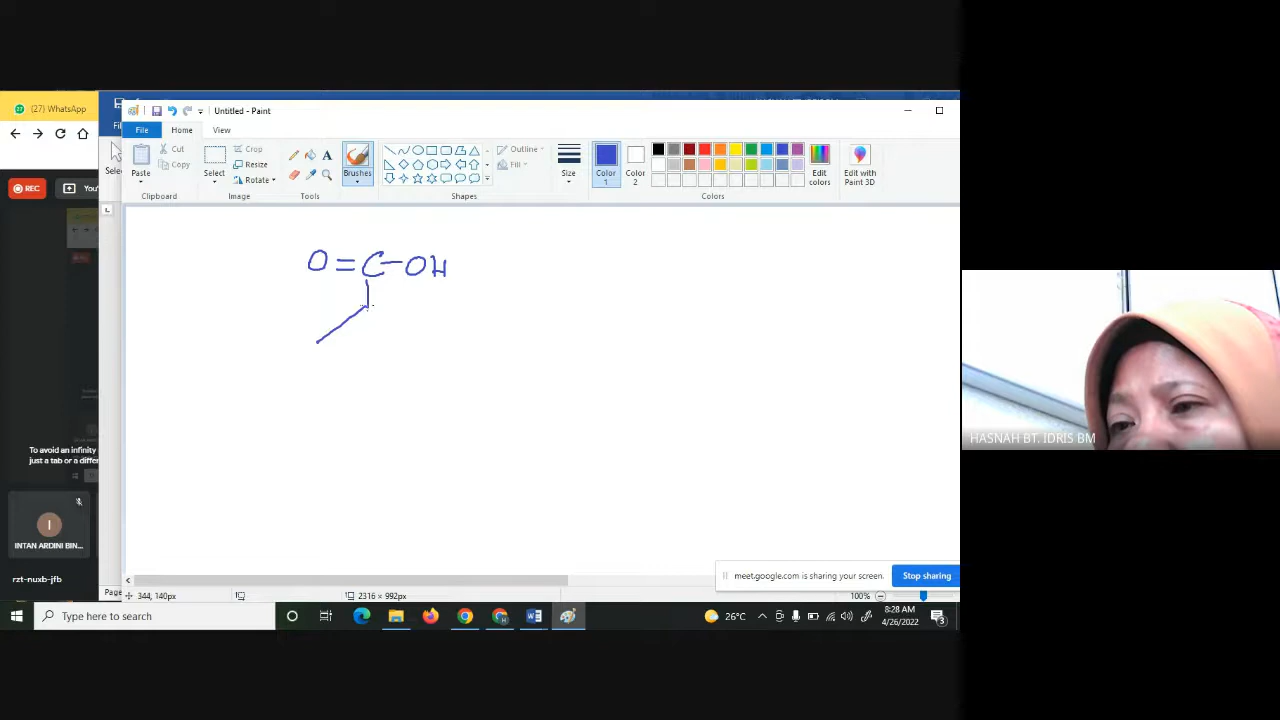 (27) WhatsApp
Untitled - Paint
File Home View
Cut
Copy
Paste
Clipboard
Crop
Resize
Rotate
Select
Image
A
Tools
Brushes
Outline
Fill
Shapes
Size
Color 1
Color 2
Edit colors
Colors
Edit with Paint 3D
REC
O=C-OH
To avoid an infinity
just a tab or a differe
I
INTAN ARDINI BIN...
rzt-nuxb-jfb
HASNAH BT. IDRIS BM
meet.google.com is sharing your screen.
Stop sharing
344, 140px
2316 × 992px
100%
Type here to search
26°C
8:28 AM
4/26/2022
3